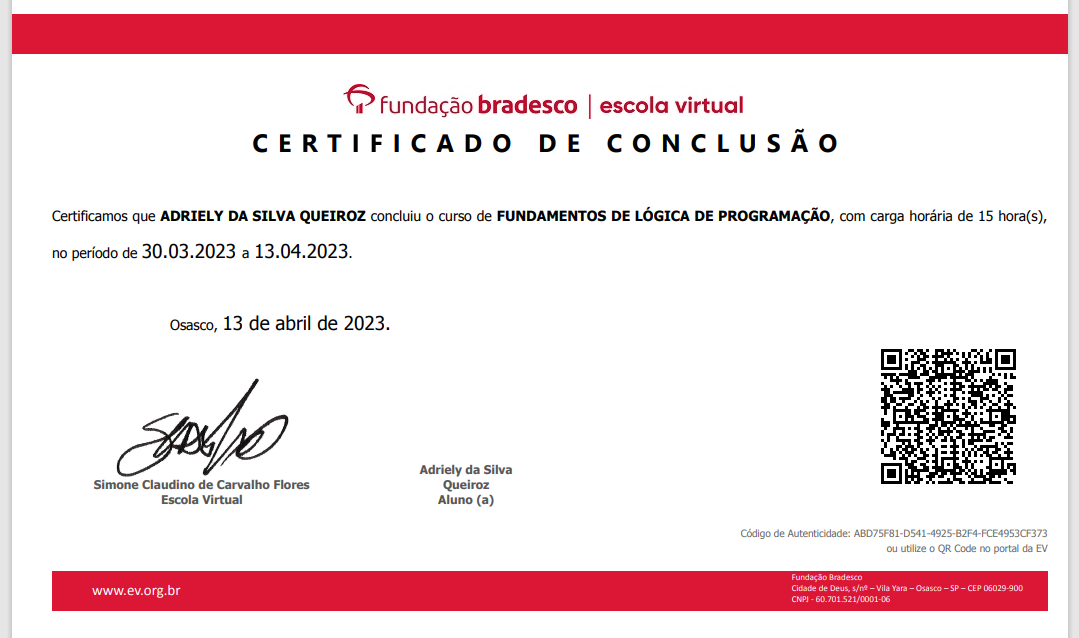 fundação bradesco | escola virtual
CERTIFICADO DE CONCLUSÃO
Certificamos que ADRIELY DA SILVA QUEIROZ concluiu o curso de FUNDAMENTOS DE LÓGICA DE PROGRAMAÇÃO, com carga horária de 15 hora(s),
no período de 30.03.2023 a 13.04.2023.
Osasco, 13 de abril de 2023.
Simone Claudino de Carvalho Flores
Escola Virtual
Adriely da Silva
Queiroz
Aluno (a)
Código de Autenticidade: ABD75F81-D541-4925-B2F4-FCE4953CF373
ou utilize o QR Code no portal da EV
www.ev.org.br
Fundação Bradesco
Cidade de Deus, s/nº – Vila Yara – Osasco – SP – CEP 06029-900
CNPJ - 60.701.521/0001-06